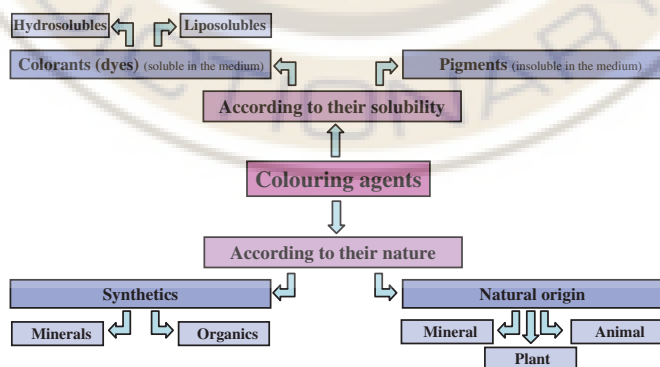 Hydrosolubles
Liposolubles
Colorants (dyes) (soluble in the medium)
Pigments (insoluble in the medium)
According to their solubility
Colouring agents
According to their nature
Synthetics
Natural origin
Minerals
Organics
Mineral
Animal
Plant